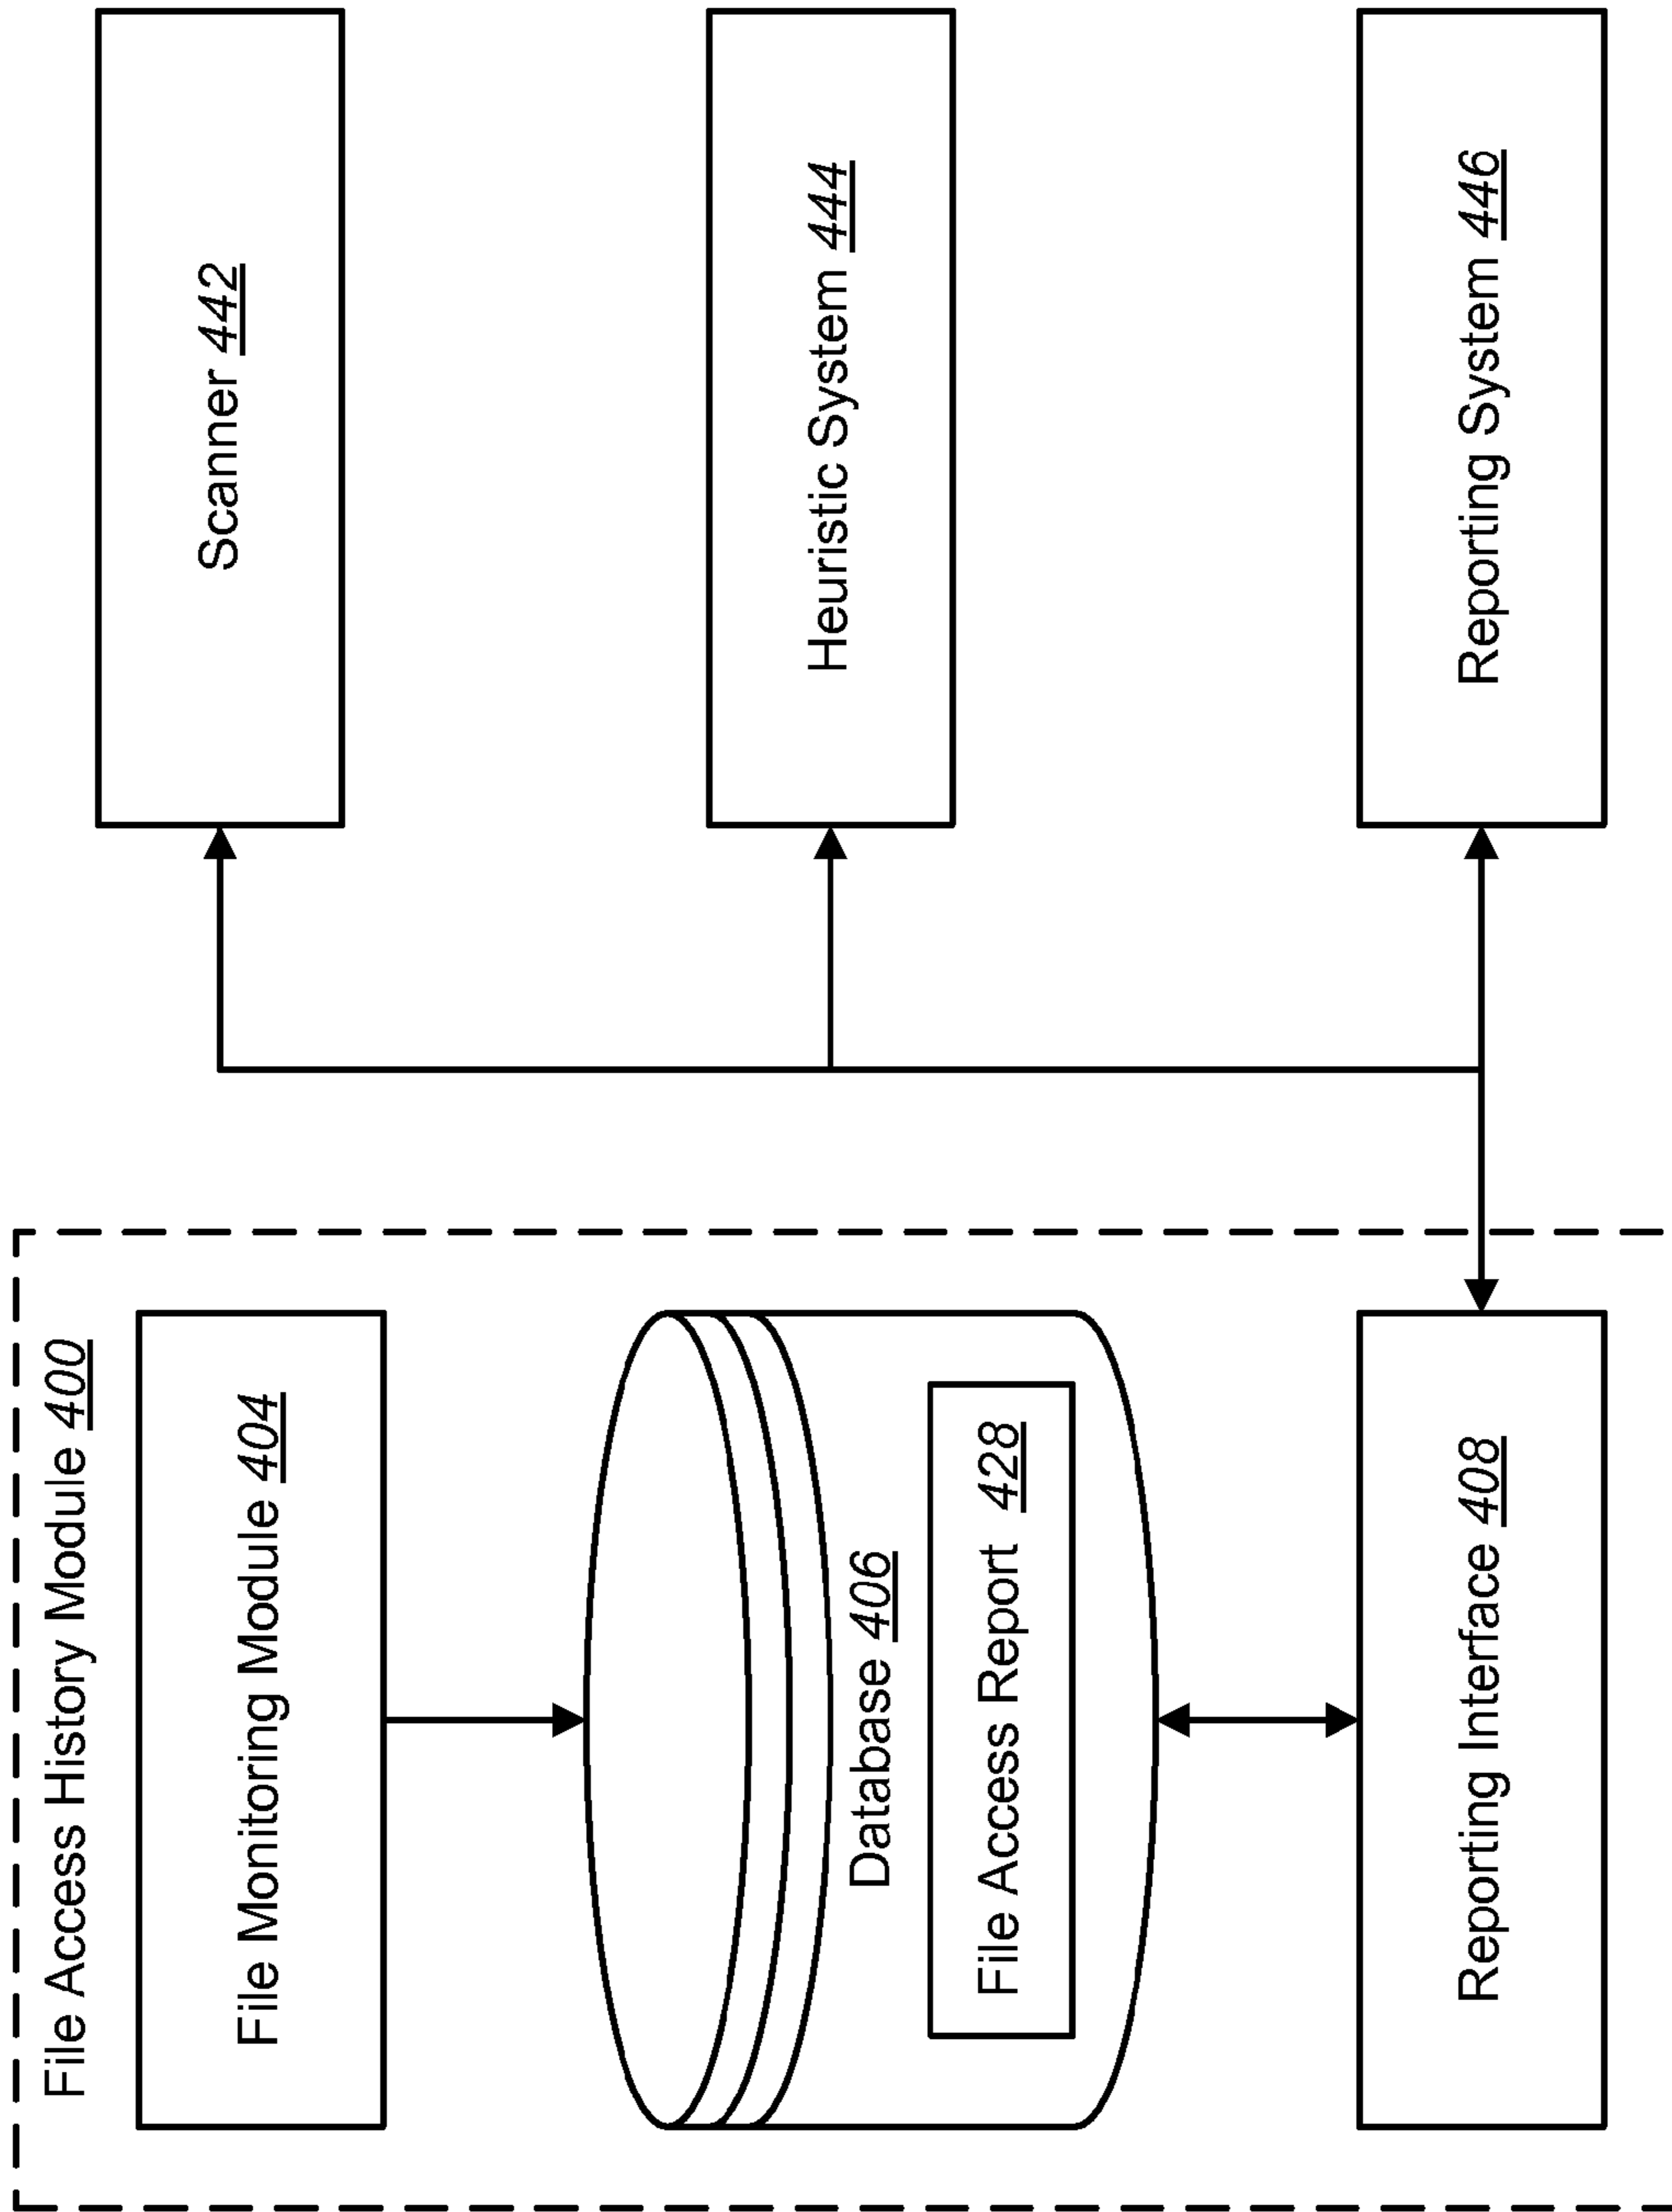 File Access History Module 400
File Monitoring Module 404
Database 406
File Access Report 428
Reporting Interface 408
Scanner 442
Heuristic System 444
Reporting System 446